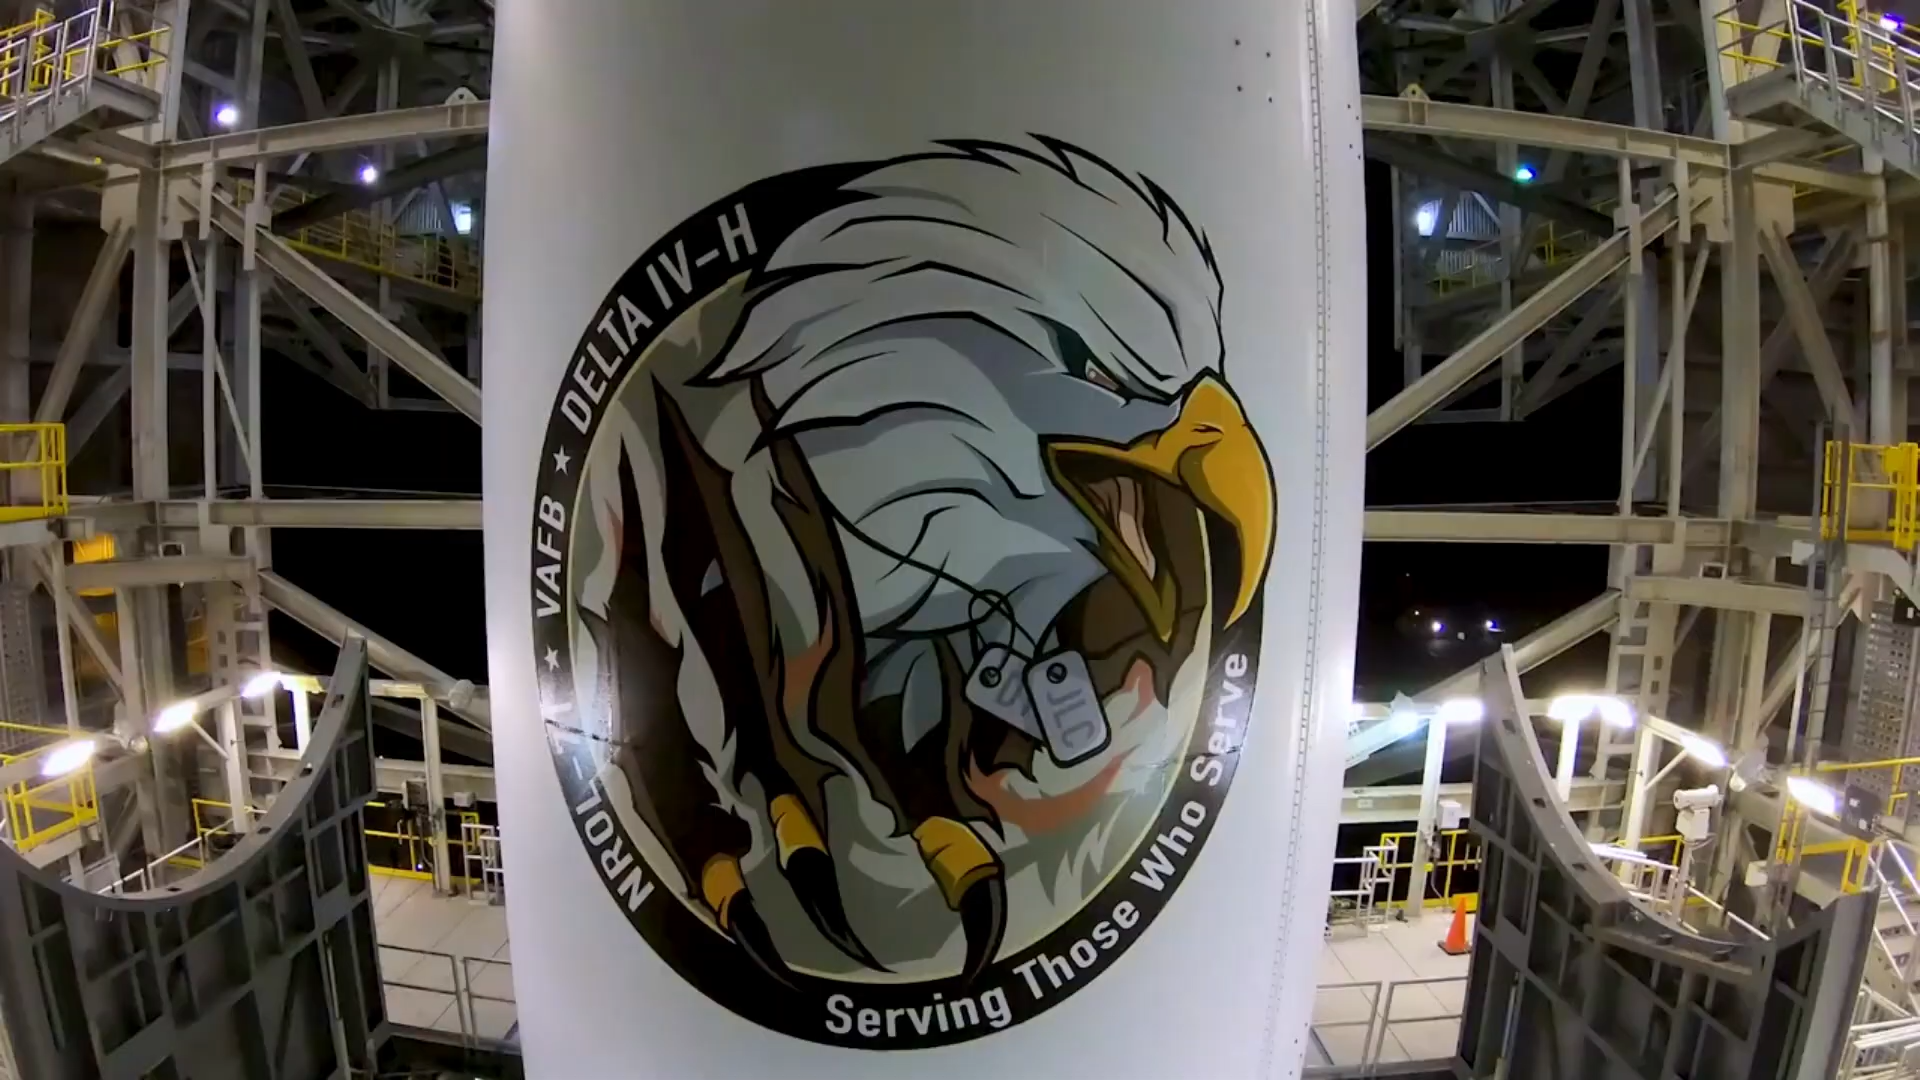 NROL-71 ★ VAFB ★ DELTA IV-H
Serving Those Who Serve
JLC